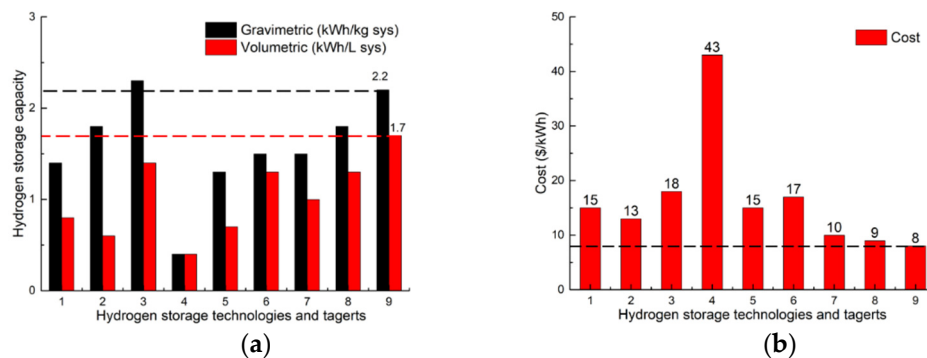 Gravimetric (kWh/kg sys)
Volumetric (kWh/L sys)
Hydrogen storage capacity
3
2
1
0
2.2
1.7
1 2 3 4 5 6 7 8 9
Hydrogen storage technologies and tagerts
(a)
Cost
Cost ($/kWh)
50
40
30
20
10
0
15 13 18 43 15 17 10 9 8
1 2 3 4 5 6 7 8 9
Hydrogen storage technologies and tagerts
(b)